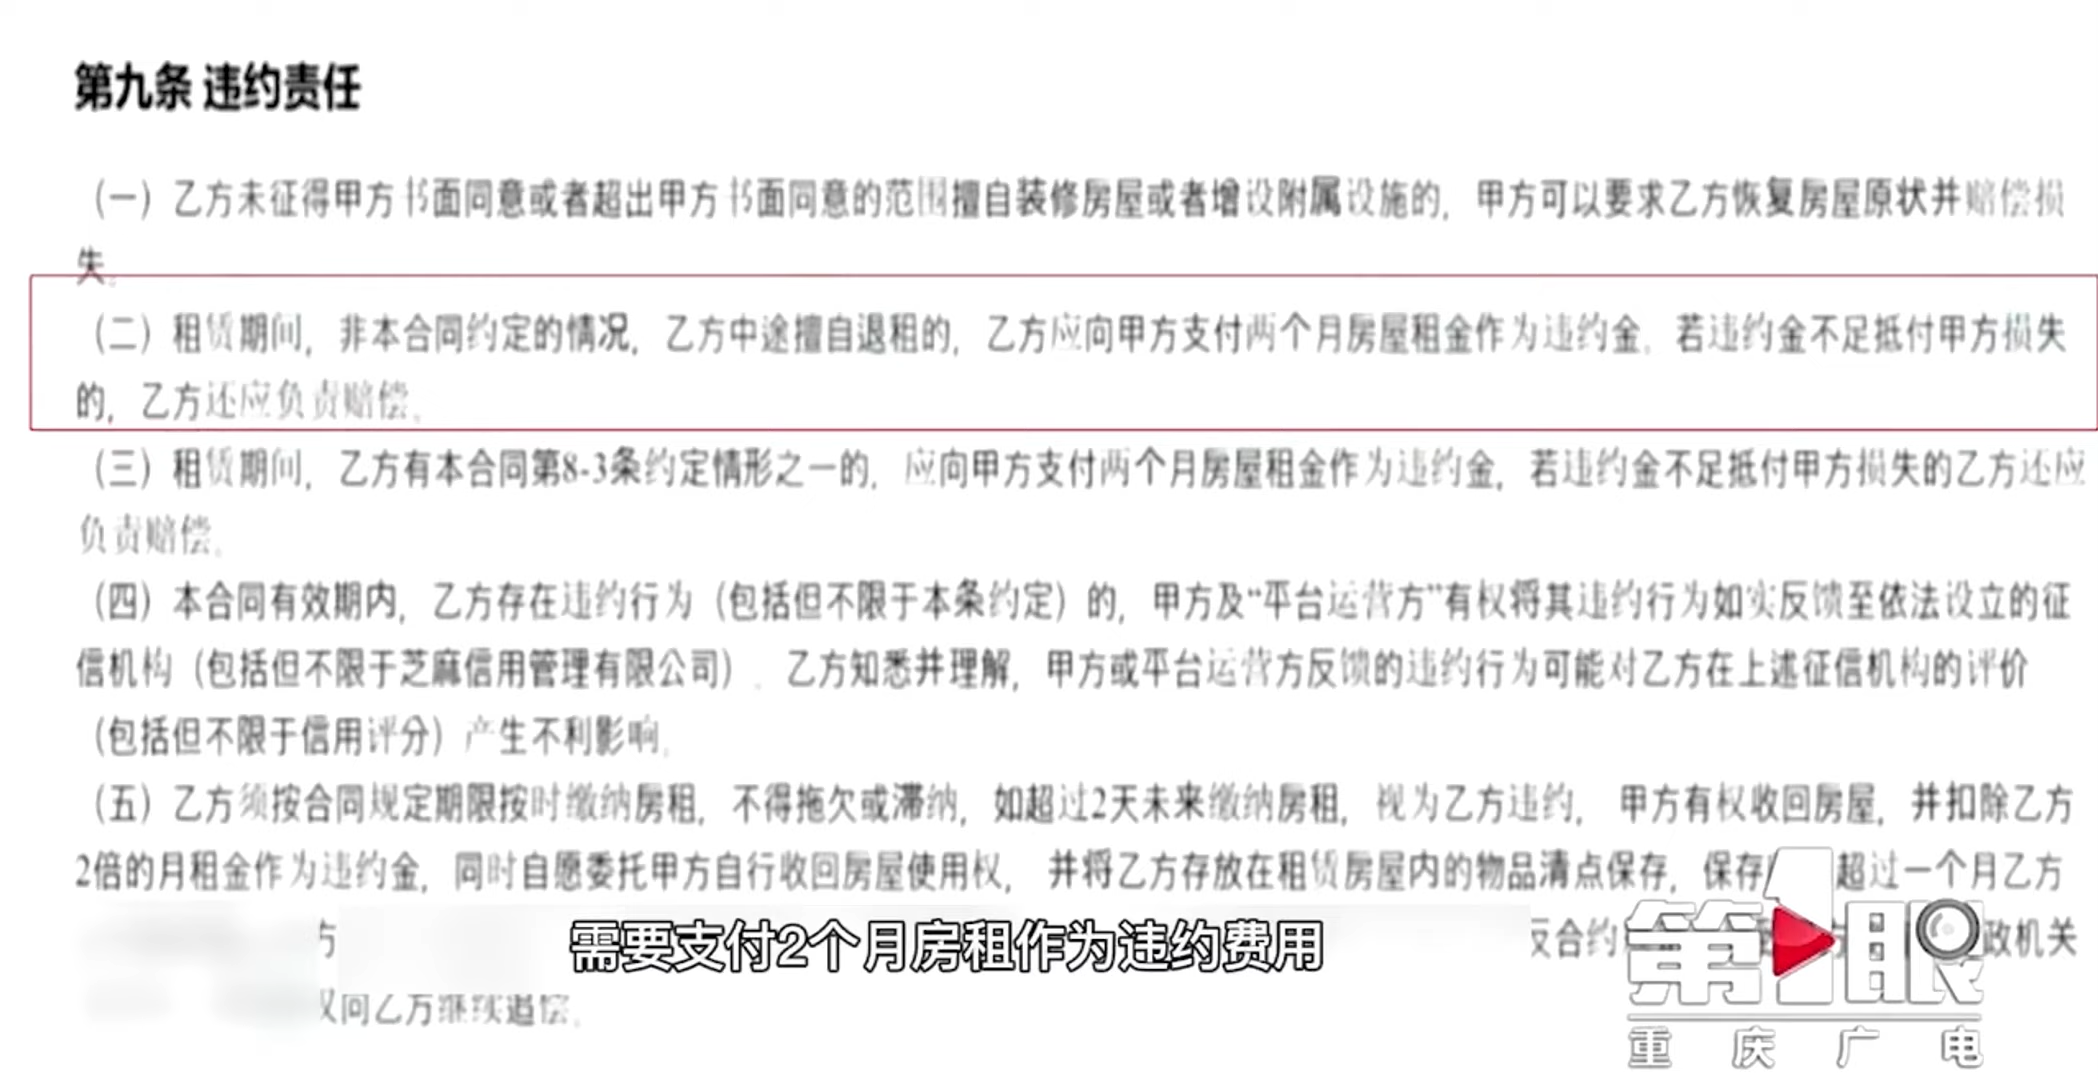 第九条 违约责任
（一）乙方未征得甲方书面同意或者超出甲方书面同意的范围擅自装修房屋或者增设附属设施的，甲方可以要求乙方恢复房屋原状并赔偿损
失。
（二）租赁期间，非本合同约定的情况，乙方中途擅自退租的，乙方应向甲方支付两个月房屋租金作为违约金。若违约金不足抵付甲方损失
的，乙方还应负责赔偿。
（三）租赁期间，乙方有本合同第8-3条约定情形之一的，应向甲方支付两个月房屋租金作为违约金，若违约金不足抵付甲方损失的乙方还应
负责赔偿。
（四）本合同有效期内，乙方存在违约行为（包括但不限于本条约定）的，甲方及“平台运营方”有权将其违约行为如实反馈至依法设立的征
信机构（包括但不限于芝麻信用管理有限公司）。乙方知悉并理解，甲方或平台运营方反馈的违约行为可能对乙方在上述征信机构的评价
（包括但不限于信用评分）产生不利影响。
（五）乙方须按合同规定期限按时缴纳房租，不得拖欠或滞纳，如超过2天未来缴纳房租，视为乙方违约， 甲方有权收回房屋，并扣除乙方
2倍的月租金作为违约金，同时自愿委托甲方自行收回房屋使用权， 并将乙方存放在租赁房屋内的物品清点保存，保存 超过一个月乙方
方 反合约 政机关
需要支付2个月房租作为违约费用
权向乙方继续追偿。
第1眼
重庆广电